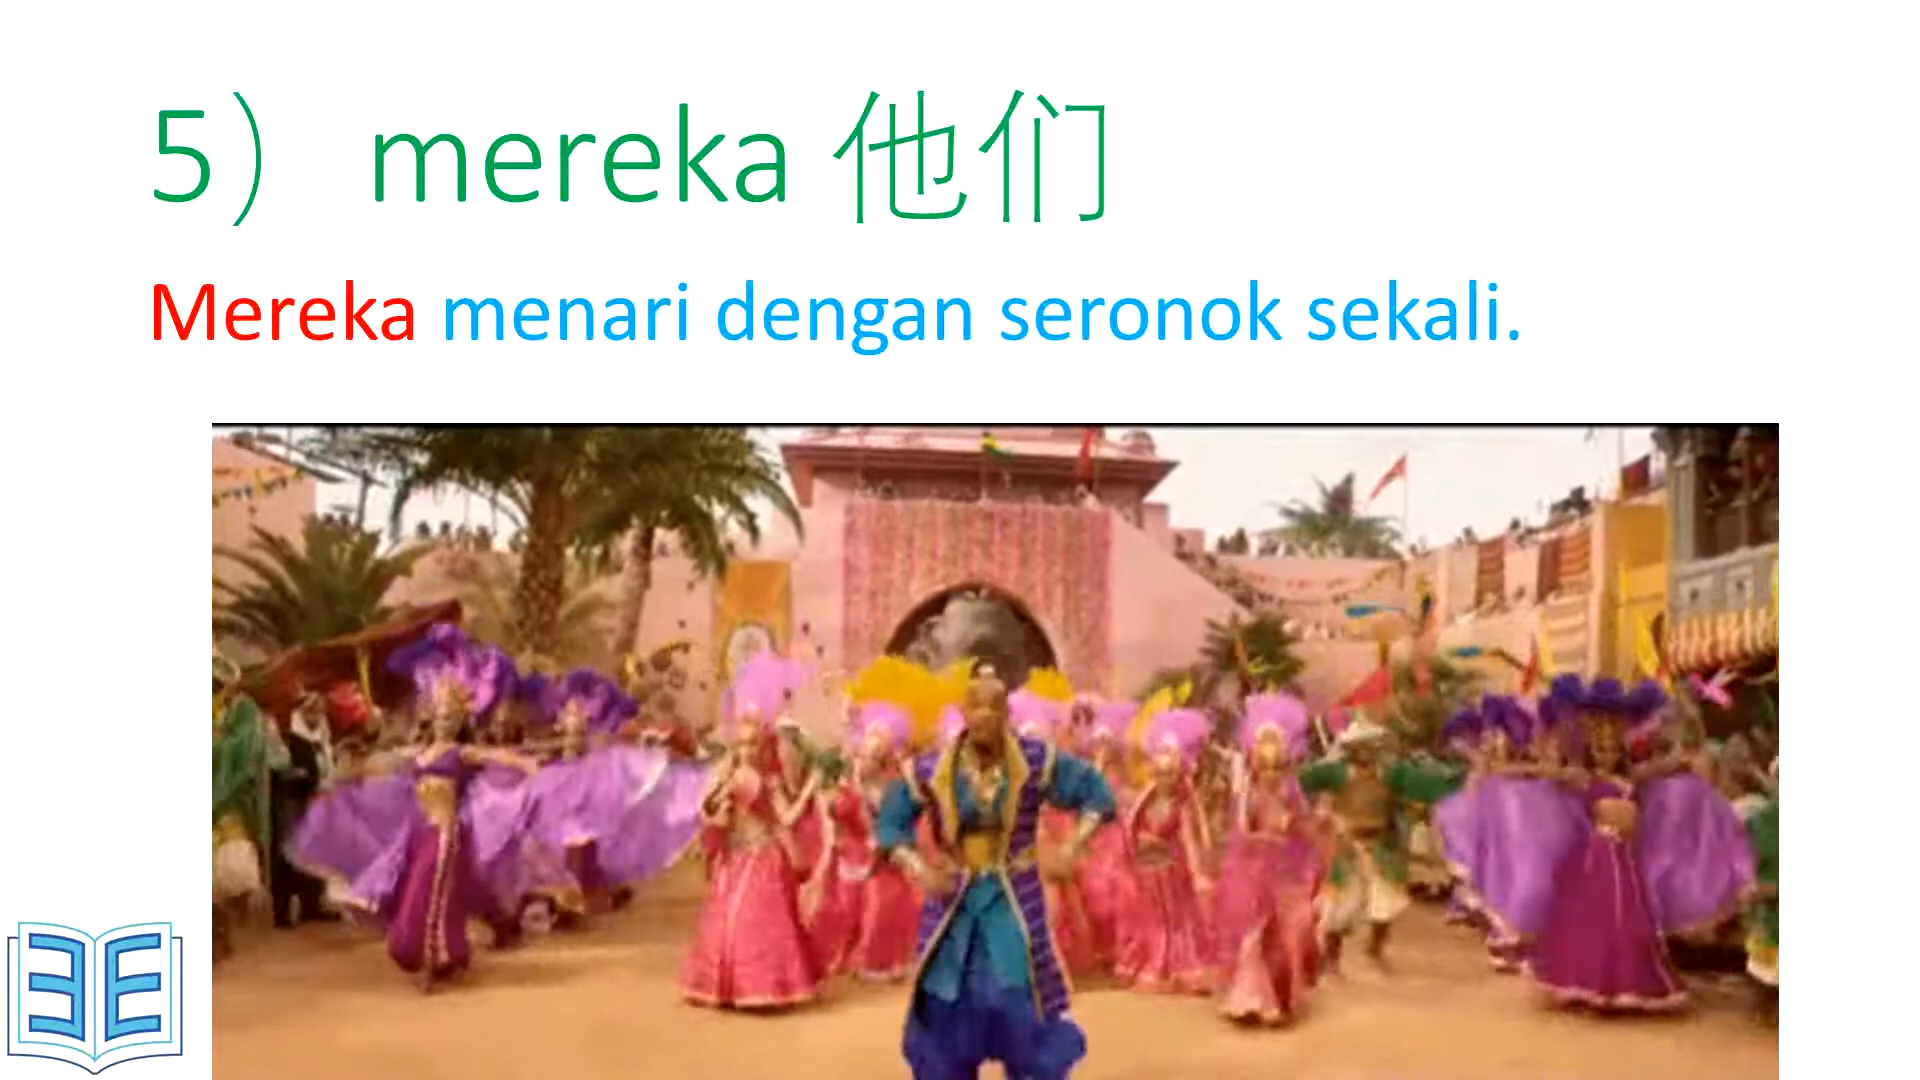 5） mereka 他们
Mereka menari dengan seronok sekali.